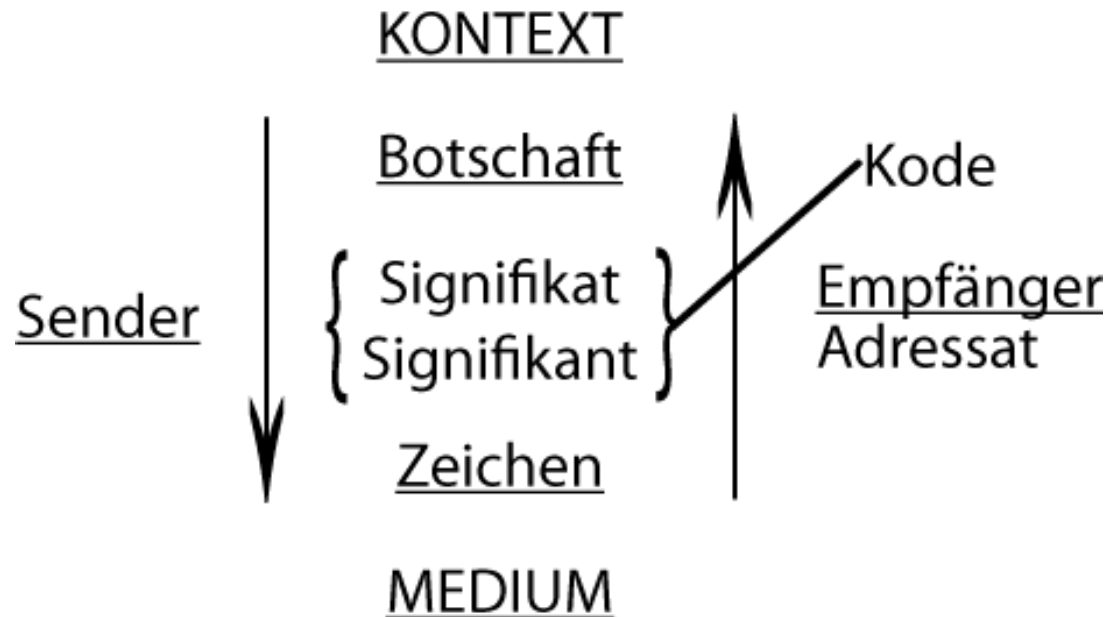 KONTEXT
Botschaft
Kode
Signifikat
Sender
Signifikant
Empfänger
Adressat
Zeichen
MEDIUM